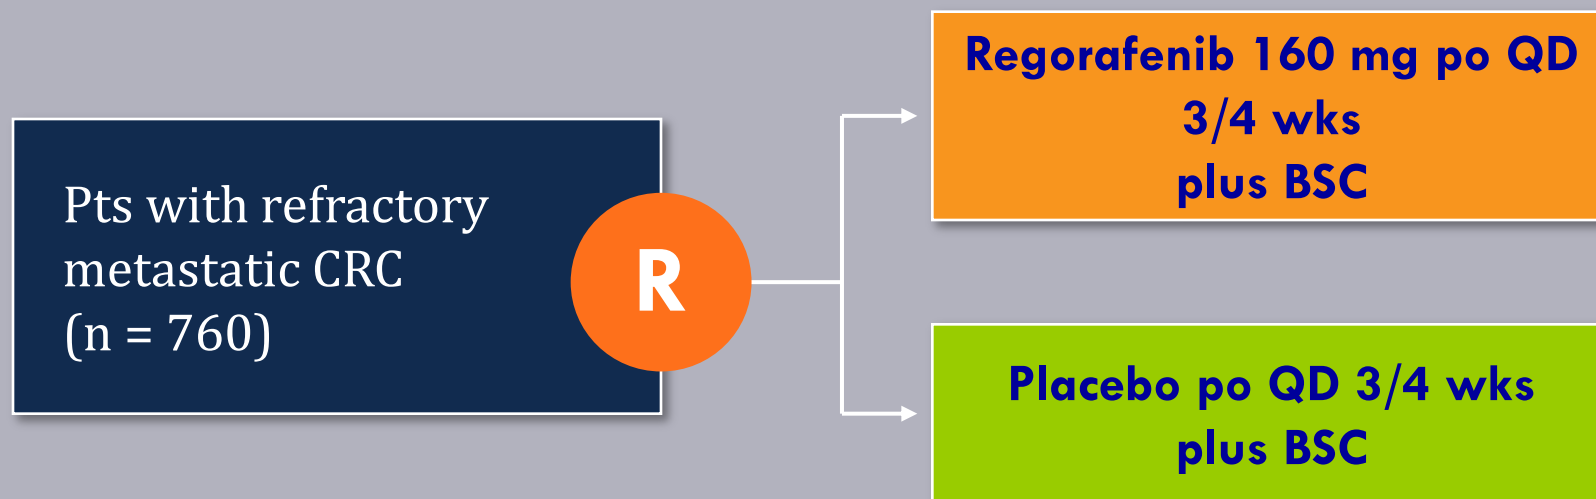 Pts with refractory
metastatic CRC
(n = 760)
R
Regorafenib 160 mg po QD
3/4 wks
plus BSC
Placebo po QD 3/4 wks
plus BSC